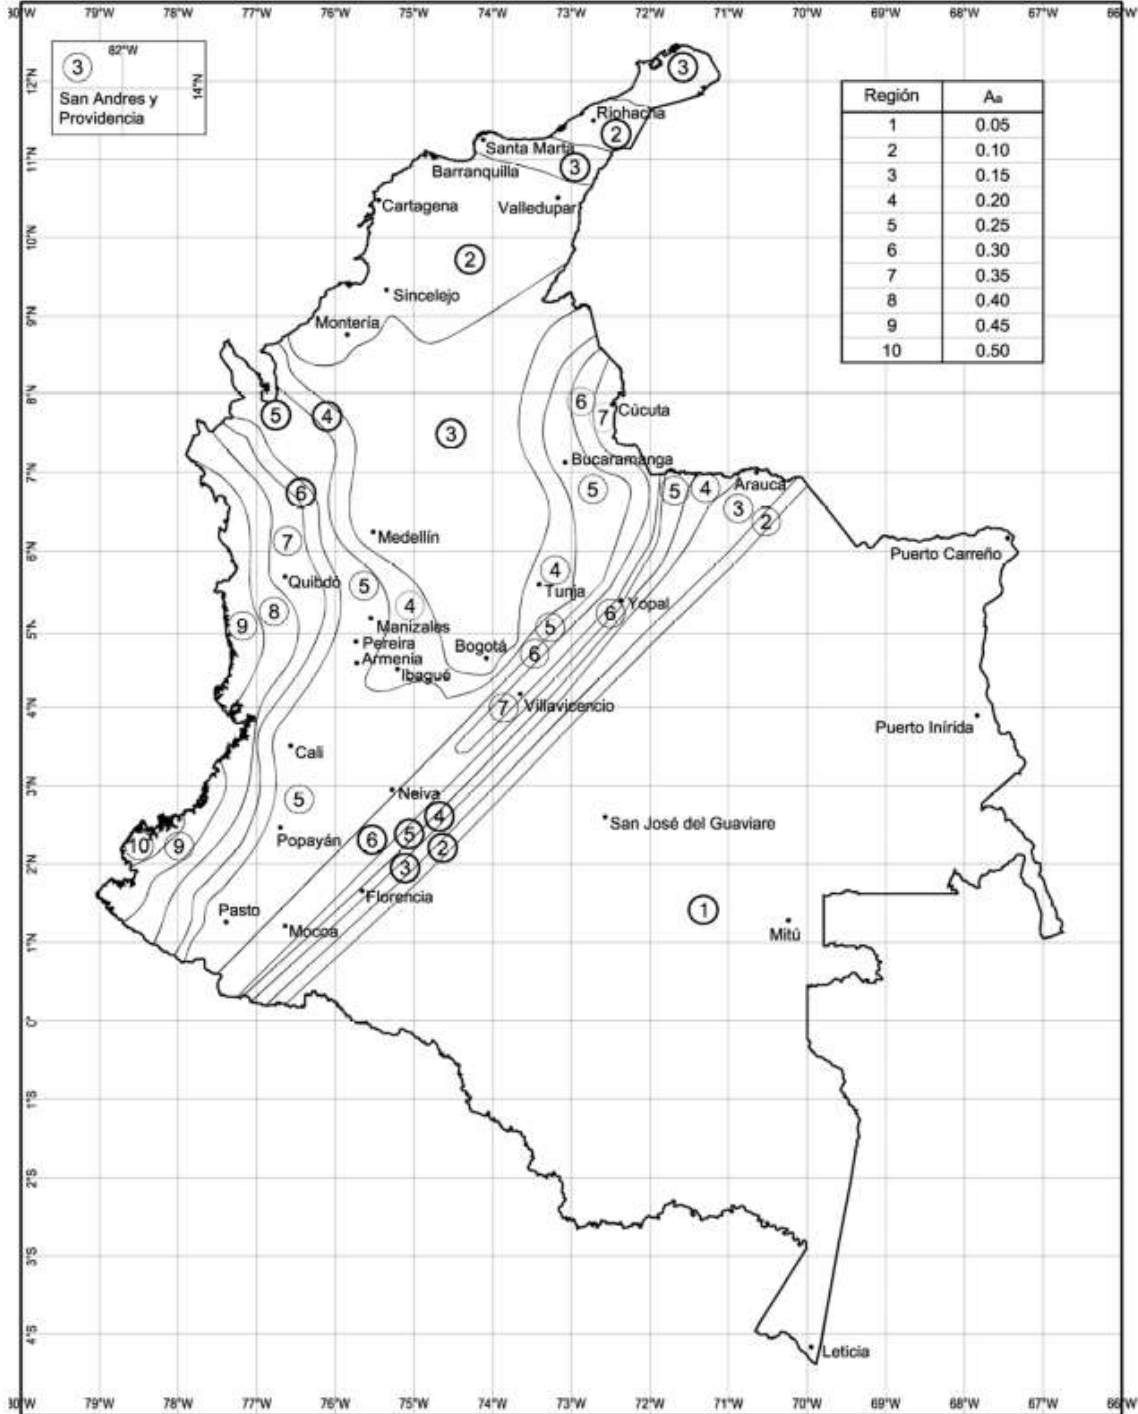 80°W 79°W 78°W 77°W 76°W 75°W 74°W 73°W 72°W 71°W 70°W 69°W 68°W 67°W 66°W
82°W
3
14°N
San Andres y
Providencia
12°N
3
Región Aa
1 0.05
2 0.10
3 0.15
4 0.20
5 0.25
6 0.30
7 0.35
8 0.40
9 0.45
10 0.50
Riohacha
2
Santa Marta
11°N
3
Barranquilla
Cartagena
Valledupar
10°N
2
Sincelejo
9°N
Montería
8°N
6
7
Cúcuta
5
4
3
Bucaramanga
7°N
5
5
4
Arauca
6
3
2
Medellín
7
Puerto Carreño
6°N
Quibdó
5
4
Tunja
8
4
Yopal
6
9
Manizales
5
5°N
Pereira
Bogotá
6
Armenia
Ibagué
7
Villavicencio
4°N
Puerto Inírida
Cali
3°N
5
Neiva
4
San José del Guaviare
Popayán
6
5
2
10
9
2°N
3
Florencia
Pasto
1
Mocoa
Mitú
1°N
0°
1°S
2°S
3°S
4°S
Leticia
80°W 79°W 78°W 77°W 76°W 75°W 74°W 73°W 72°W 71°W 70°W 69°W 68°W 67°W 66°W